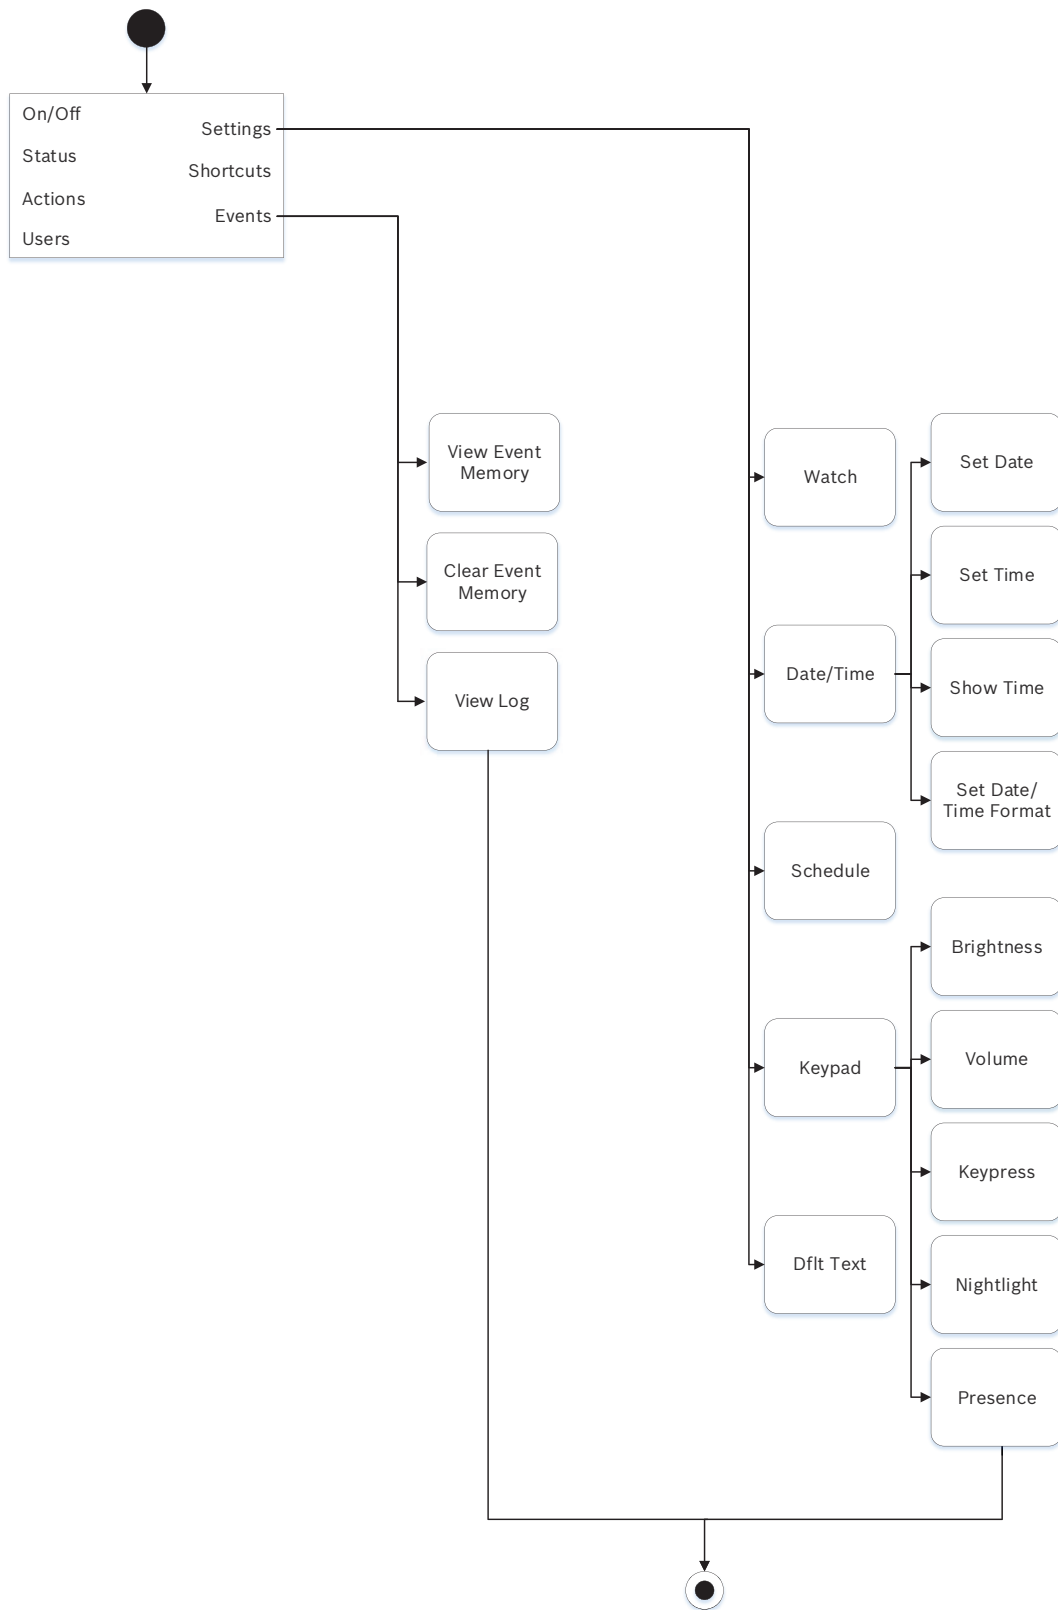 On/Off
Status
Actions
Users
Settings
Shortcuts
Events
View Event
Memory
Clear Event
Memory
View Log
Watch
Date/Time
Schedule
Keypad
Dflt Text
Set Date
Set Time
Show Time
Set Date/
Time Format
Brightness
Volume
Keypress
Nightlight
Presence